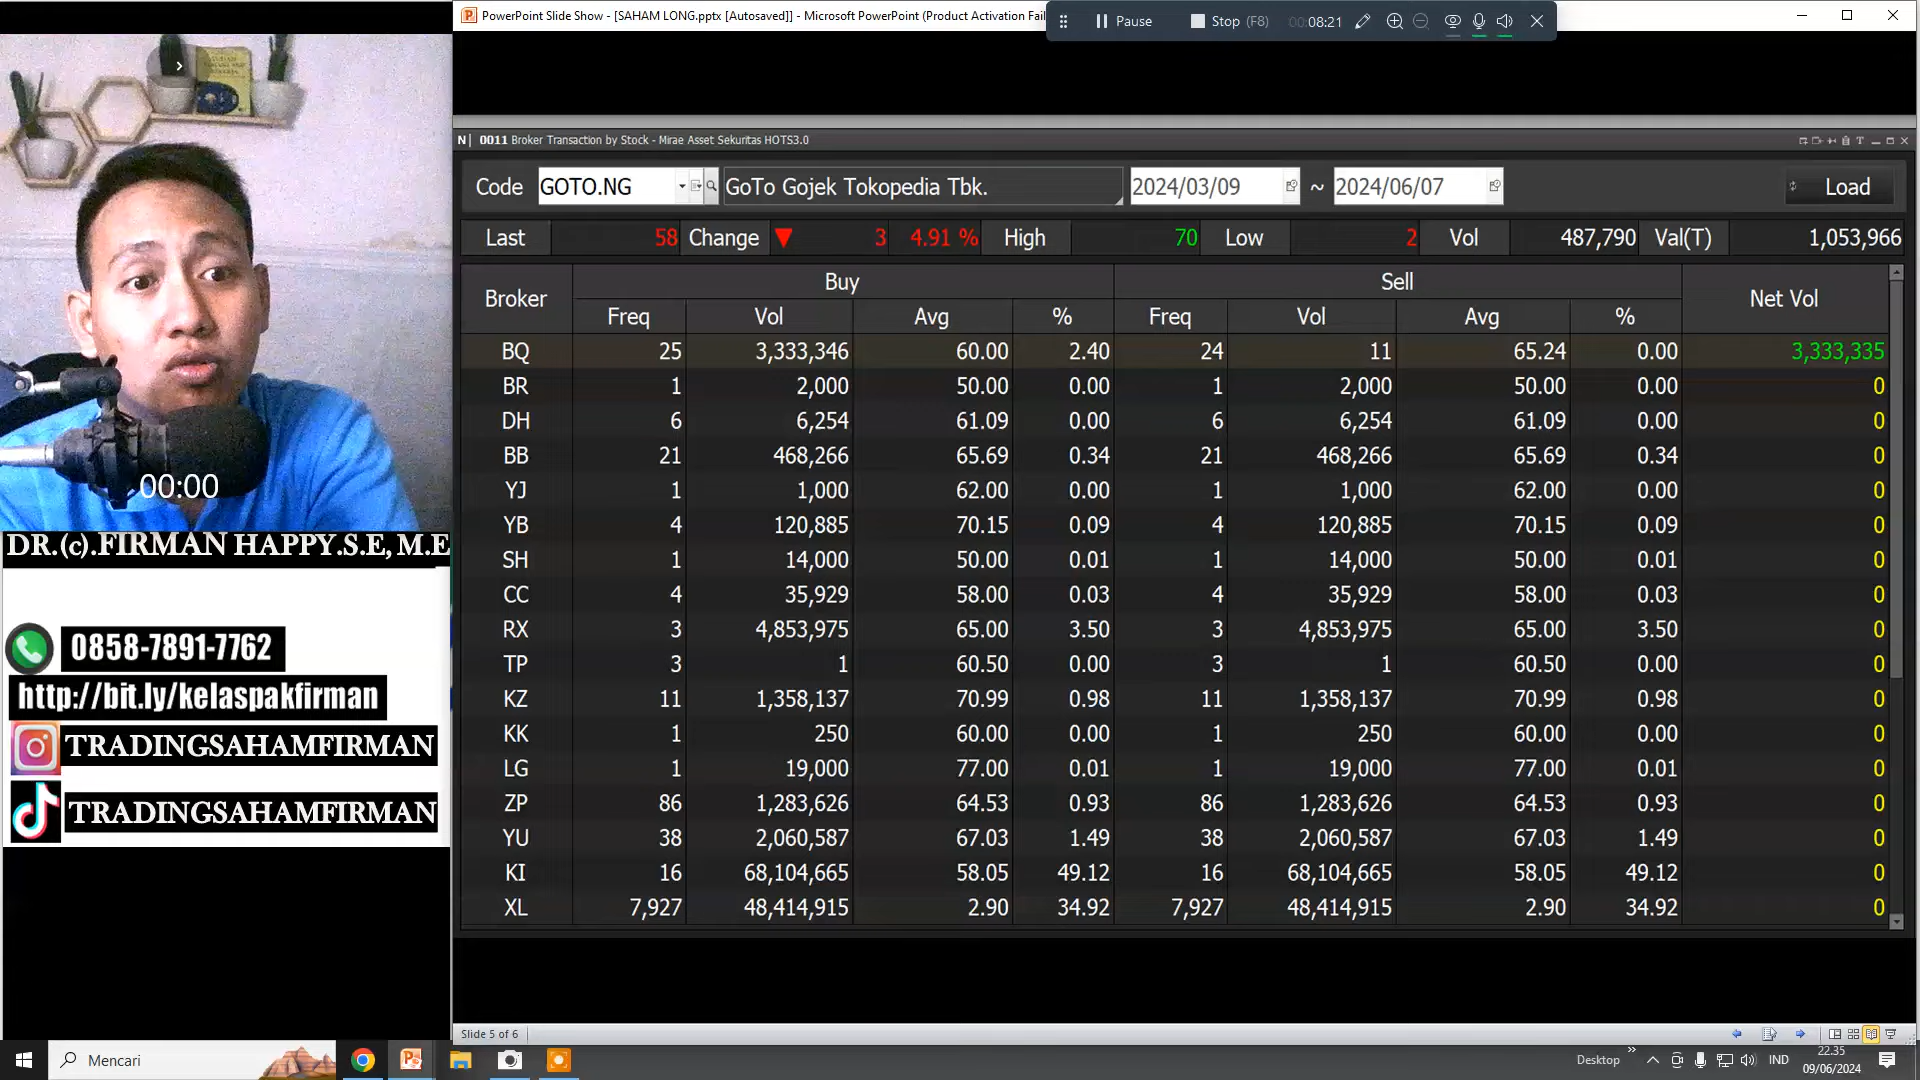 PowerPoint Slide Show - [SAHAM LONG.pptx [Autosaved]] - Microsoft PowerPoint (Product Activation Fail
Pause Stop (F8) 00:08:21
N| 0011 Broker Transaction by Stock - Mirae Asset Sekuritas HOTS3.0
Code GOTO.NG GoTo Gojek Tokopedia Tbk. 2024/03/09 ~ 2024/06/07 Load
Last 58 Change ▼ 3 4.91 % High 70 Low 2 Vol 487,790 Val(T) 1,053,966
Broker Buy Sell Net Vol
Freq Vol Avg % Freq Vol Avg %
BQ 25 3,333,346 60.00 2.40 24 11 65.24 0.00 3,333,335
BR 1 2,000 50.00 0.00 1 2,000 50.00 0.00 0
DH 6 6,254 61.09 0.00 6 6,254 61.09 0.00 0
BB 21 468,266 65.69 0.34 21 468,266 65.69 0.34 0
YJ 1 1,000 62.00 0.00 1 1,000 62.00 0.00 0
YB 4 120,885 70.15 0.09 4 120,885 70.15 0.09 0
SH 1 14,000 50.00 0.01 1 14,000 50.00 0.01 0
CC 4 35,929 58.00 0.03 4 35,929 58.00 0.03 0
RX 3 4,853,975 65.00 3.50 3 4,853,975 65.00 3.50 0
TP 3 1 60.50 0.00 3 1 60.50 0.00 0
KZ 11 1,358,137 70.99 0.98 11 1,358,137 70.99 0.98 0
KK 1 250 60.00 0.00 1 250 60.00 0.00 0
LG 1 19,000 77.00 0.01 1 19,000 77.00 0.01 0
ZP 86 1,283,626 64.53 0.93 86 1,283,626 64.53 0.93 0
YU 38 2,060,587 67.03 1.49 38 2,060,587 67.03 1.49 0
KI 16 68,104,665 58.05 49.12 16 68,104,665 58.05 49.12 0
XL 7,927 48,414,915 2.90 34.92 7,927 48,414,915 2.90 34.92 0
00:00
DR.(c).FIRMAN HAPPY.S.E, M.E
0858-7891-7762
http://bit.ly/kelaspakfirman
TRADINGSAHAMFIRMAN
TRADINGSAHAMFIRMAN
Slide 5 of 6
Mencari
Desktop
IND
22.35
09/06/2024